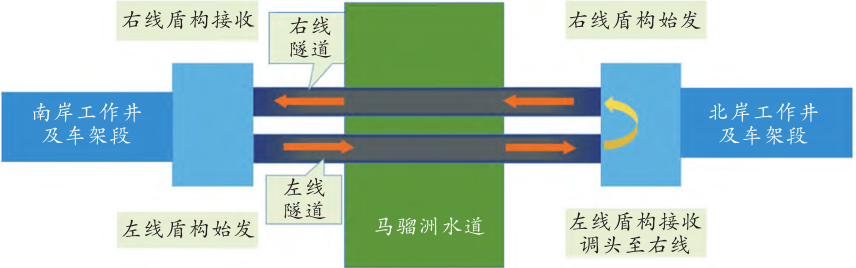 右线盾构接收
右线
隧道
右线盾构始发
南岸工作井
及车架段
北岸工作井
及车架段
左线
隧道
左线盾构始发
马骝洲水道
左线盾构接收
调头至右线